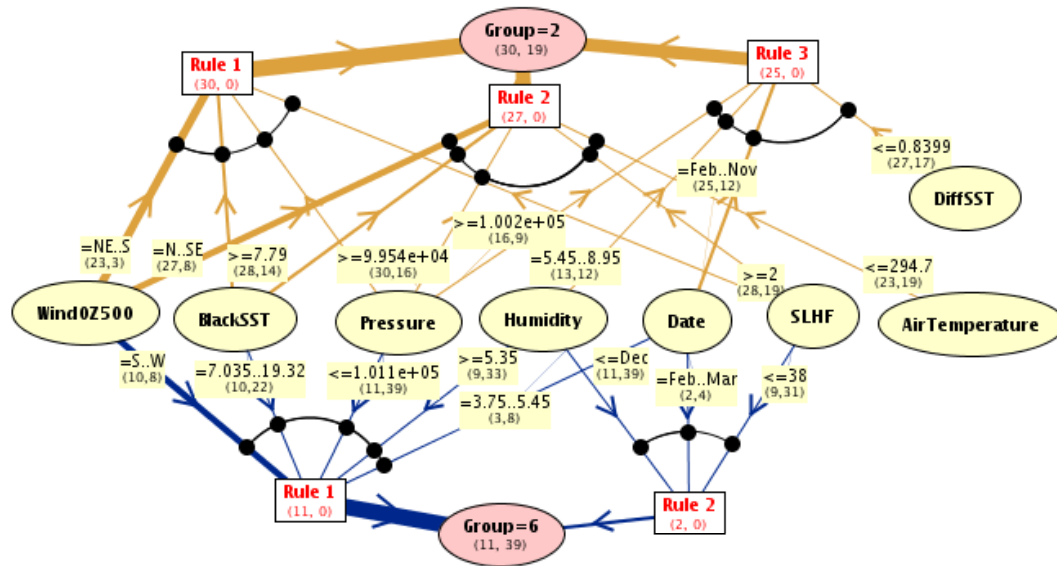 Group=2
(30, 19)
Rule 1
(30, 0)
Rule 3
(25, 0)
Rule 2
(27, 0)
<=0.8399
(27,17)
=Feb..Nov
(25,12)
DiffSST
>=1.002e+05
(16,9)
=NE..S
(23,3)
=N..SE
(27,8)
>=7.79
(28,14)
>=9.954e+04
(30,16)
=5.45..8.95
(13,12)
>=2
(28,19)
<=294.7
(23,19)
WindOZ500
BlackSST
Pressure
Humidity
Date
SLHF
AirTemperature
=S..W
(10,8)
=7.035..19.32
(10,22)
<=1.011e+05
(11,39)
>=5.35
(9,33)
<=Dec
(11,39)
=Feb..Mar
(2,4)
<=38
(9,31)
=3.75..5.45
(3,8)
Rule 1
(11, 0)
Rule 2
(2, 0)
Group=6
(11, 39)